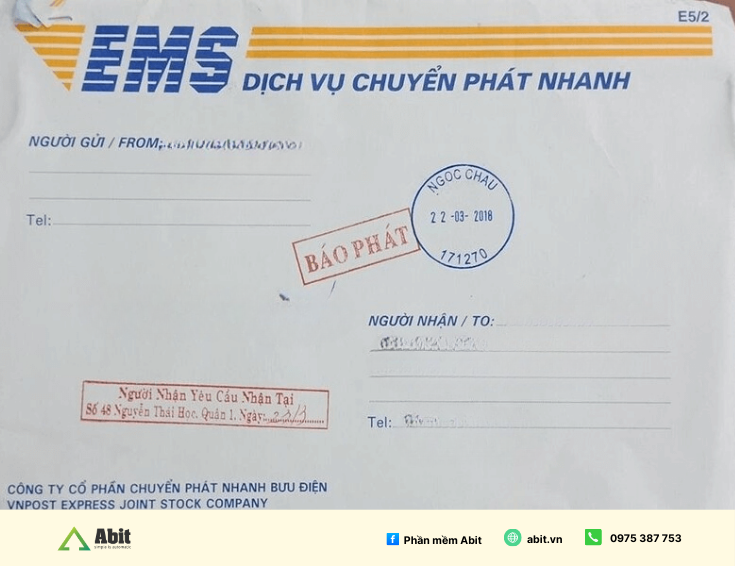 E5/2
EMS DỊCH VỤ CHUYỂN PHÁT NHANH
NGƯỜI GỬI / FROM:
Tel:
NGOC CHAU
22-03-2018
171270
BÁO PHÁT
NGƯỜI NHẬN / TO:
Người Nhận Yêu Cầu Nhận Tại
Số 48 Nguyễn Thái Học, Quận 1, Ngày: 23/3
Tel:
CÔNG TY CỔ PHẦN CHUYỂN PHÁT NHANH BƯU ĐIỆN
VNPOST EXPRESS JOINT STOCK COMPANY
Abit
Phần mềm Abit
abit.vn
0975 387 753